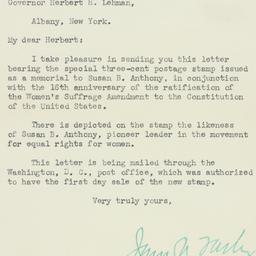 Governor Herbert H. Lehman,
Albany, New York.
My dear Herbert:
I take pleasure in sending you this letter
bearing the special three-cent postage stamp issued
as a memorial to Susan B. Anthony, in conjunction
with the 16th anniversary of the ratification of
the Women's Suffrage Amendment to the Constitution
of the United States.
There is depicted on the stamp the likeness
of Susan B. Anthony, pioneer leader in the movement
for equal rights for women.
This letter is being mailed through the
Washington, D. C., post office, which was authorized
to have the first day sale of the new stamp.
Very truly yours,